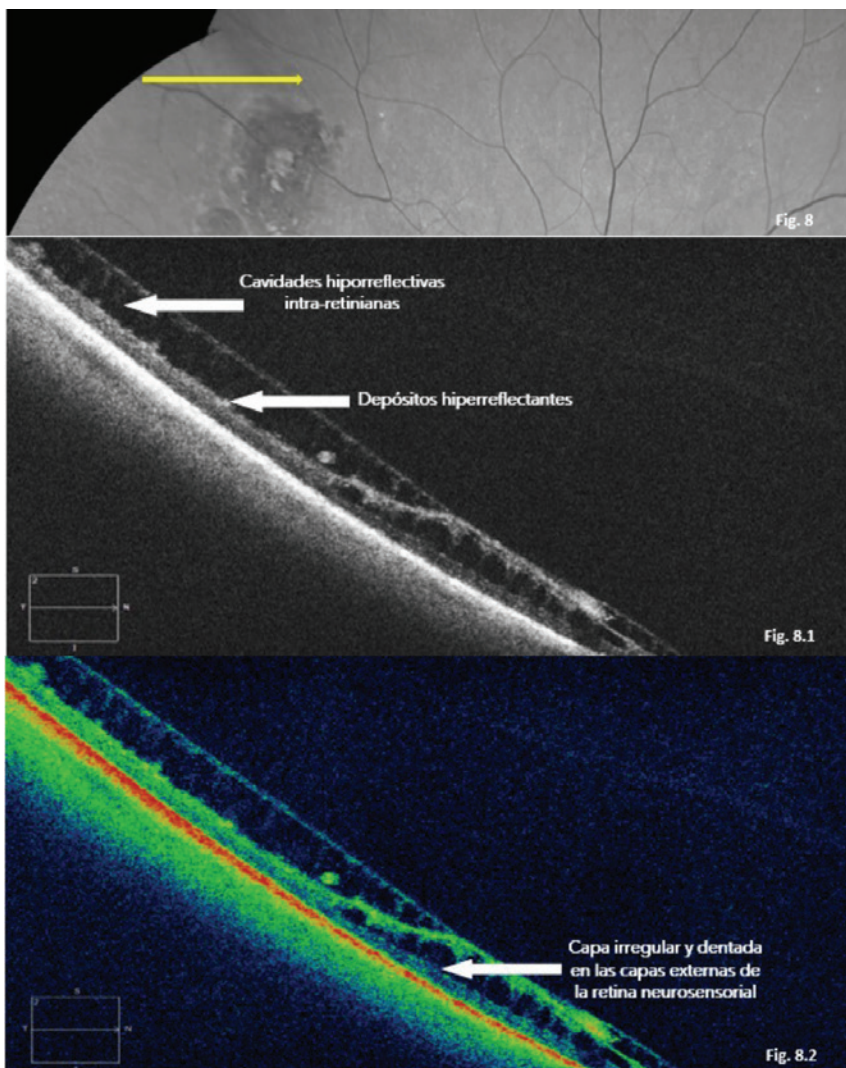 Fig. 8
Cavidades hiporreflectivas
intra-retinianas
Depósitos hiperreflectantes
S
T
N
I
Fig. 8.1
Capa irregular y dentada
en las capas externas de
la retina neurosensorial
S
N
Fig. 8.2